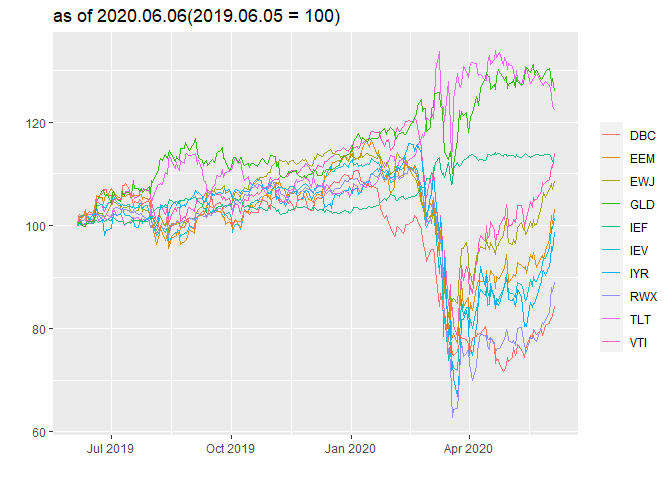 as of 2020.06.06(2019.06.05 = 100)
120
100
80
60
Jul 2019
Oct 2019
Jan 2020
Apr 2020
DBC
EEM
EWJ
GLD
IEF
IEV
IYR
RWX
TLT
VTI